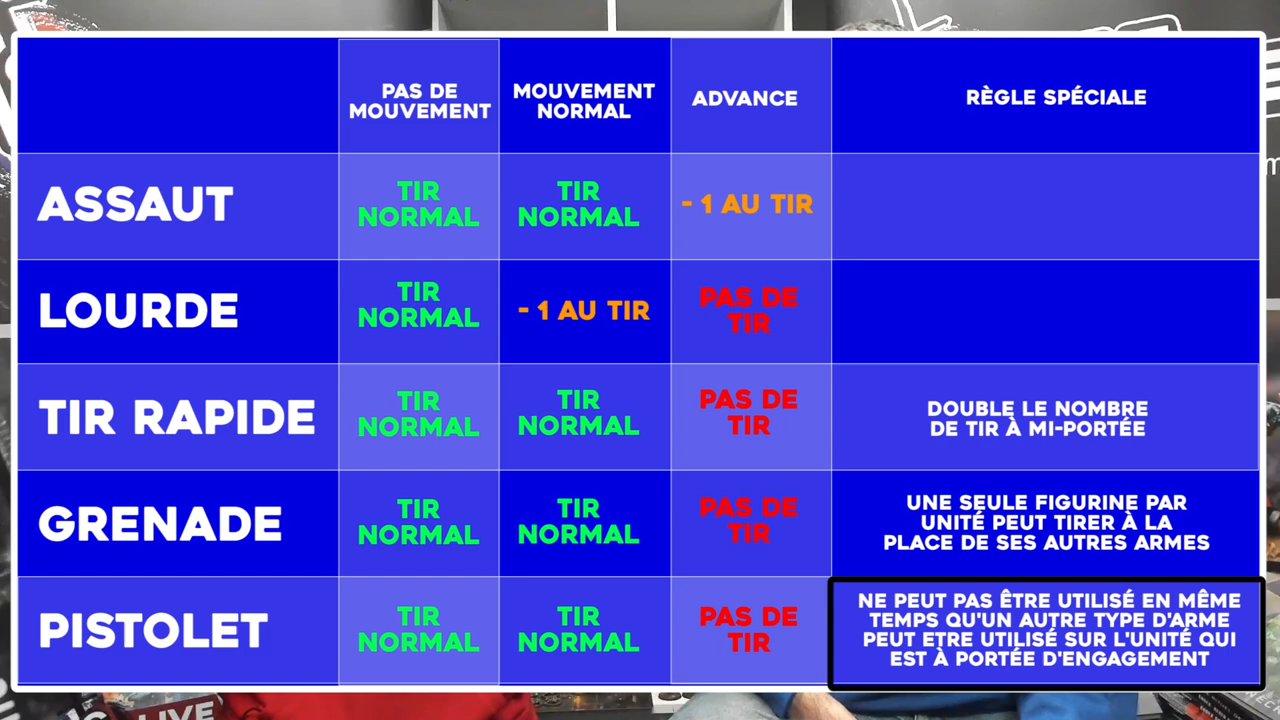 PAS DE
MOUVEMENT
MOUVEMENT
NORMAL
ADVANCE
RÈGLE SPÉCIALE
ASSAUT
TIR
NORMAL
TIR
NORMAL
- 1 AU TIR
LOURDE
TIR
NORMAL
- 1 AU TIR
PAS DE
TIR
TIR RAPIDE
TIR
NORMAL
TIR
NORMAL
PAS DE
TIR
DOUBLE LE NOMBRE
DE TIR À MI-PORTÉE
GRENADE
TIR
NORMAL
TIR
NORMAL
PAS DE
TIR
UNE SEULE FIGURINE PAR
UNITÉ PEUT TIRER À LA
PLACE DE SES AUTRES ARMES
PISTOLET
TIR
NORMAL
TIR
NORMAL
PAS DE
TIR
NE PEUT PAS ÊTRE UTILISÉ EN MÊME
TEMPS QU'UN AUTRE TYPE D'ARME
PEUT ETRE UTILISÉ SUR L'UNITÉ QUI
EST À PORTÉE D'ENGAGEMENT
LIVE